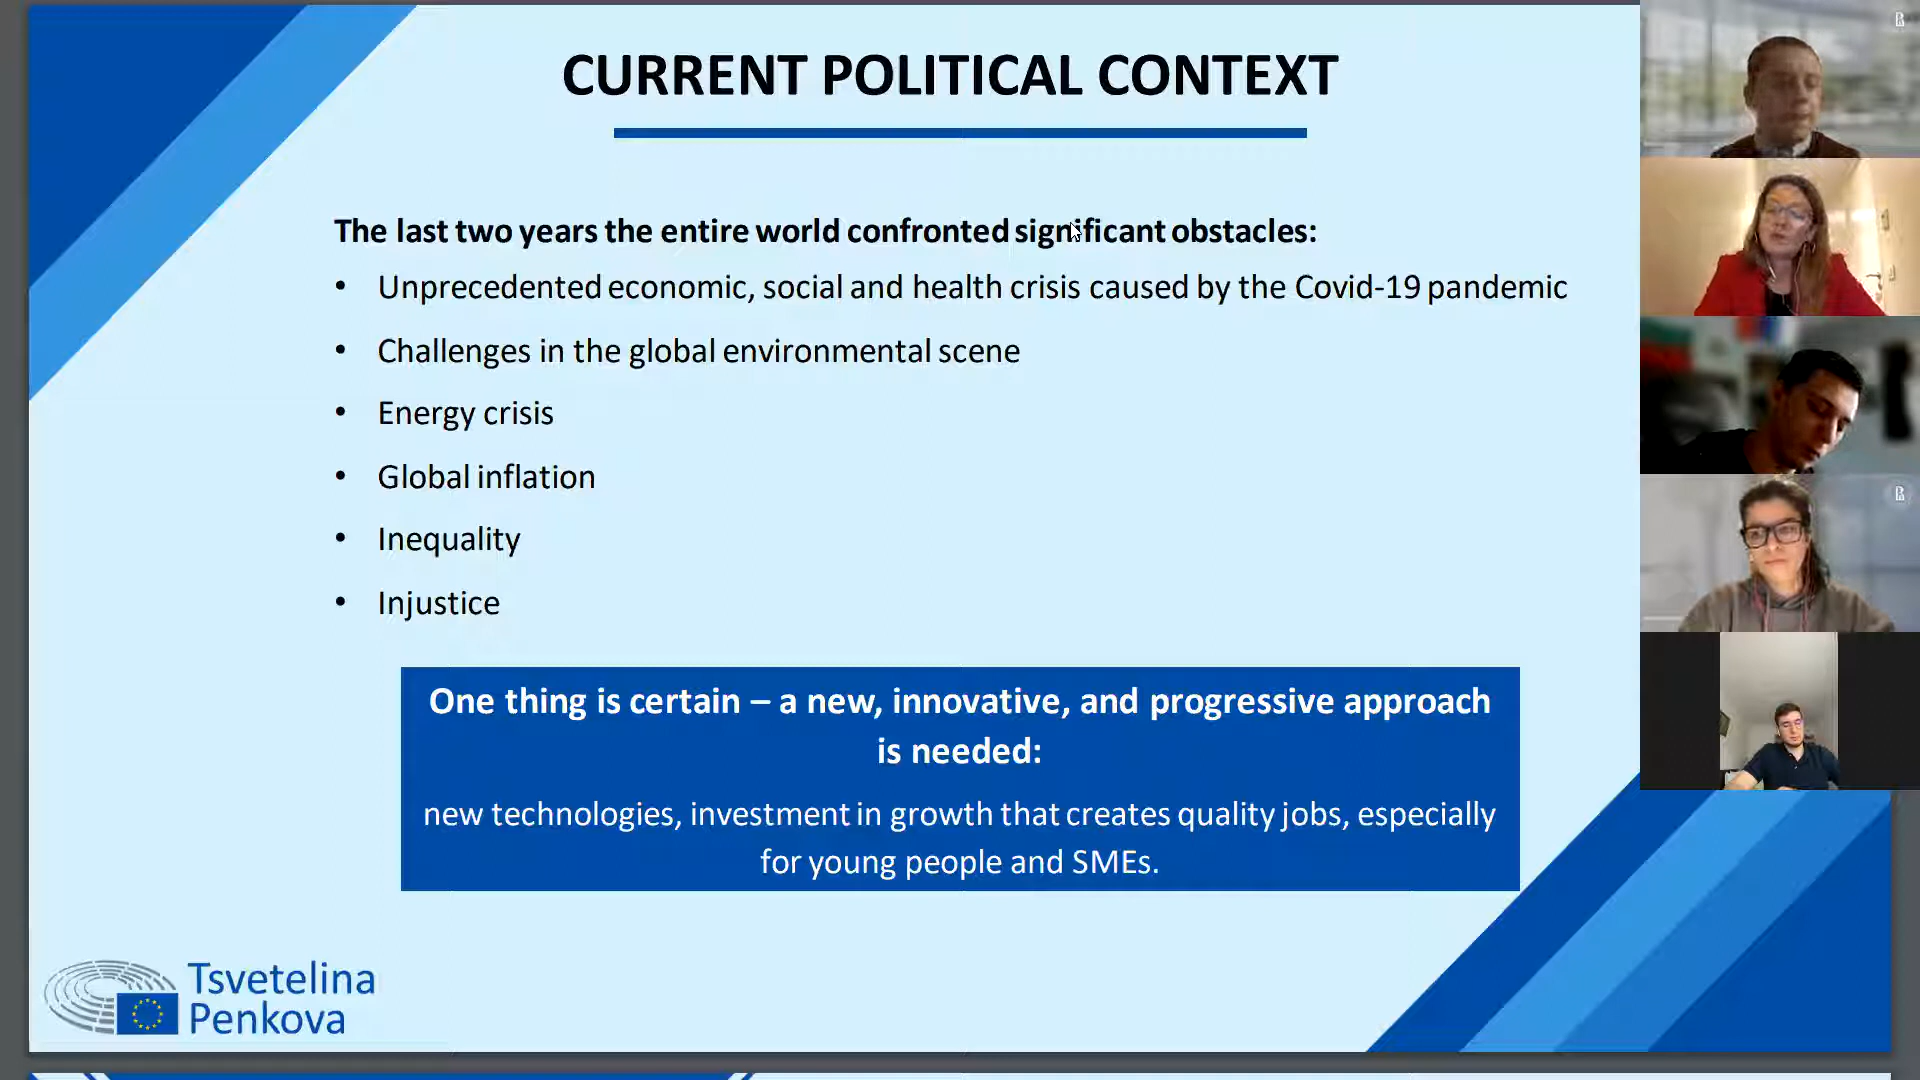 CURRENT POLITICAL CONTEXT
The last two years the entire world confronted significant obstacles:
• Unprecedented economic, social and health crisis caused by the Covid-19 pandemic
• Challenges in the global environmental scene
• Energy crisis
• Global inflation
• Inequality
• Injustice
One thing is certain – a new, innovative, and progressive approach
is needed:
new technologies, investment in growth that creates quality jobs, especially
for young people and SMEs.
Tsvetelina
Penkova